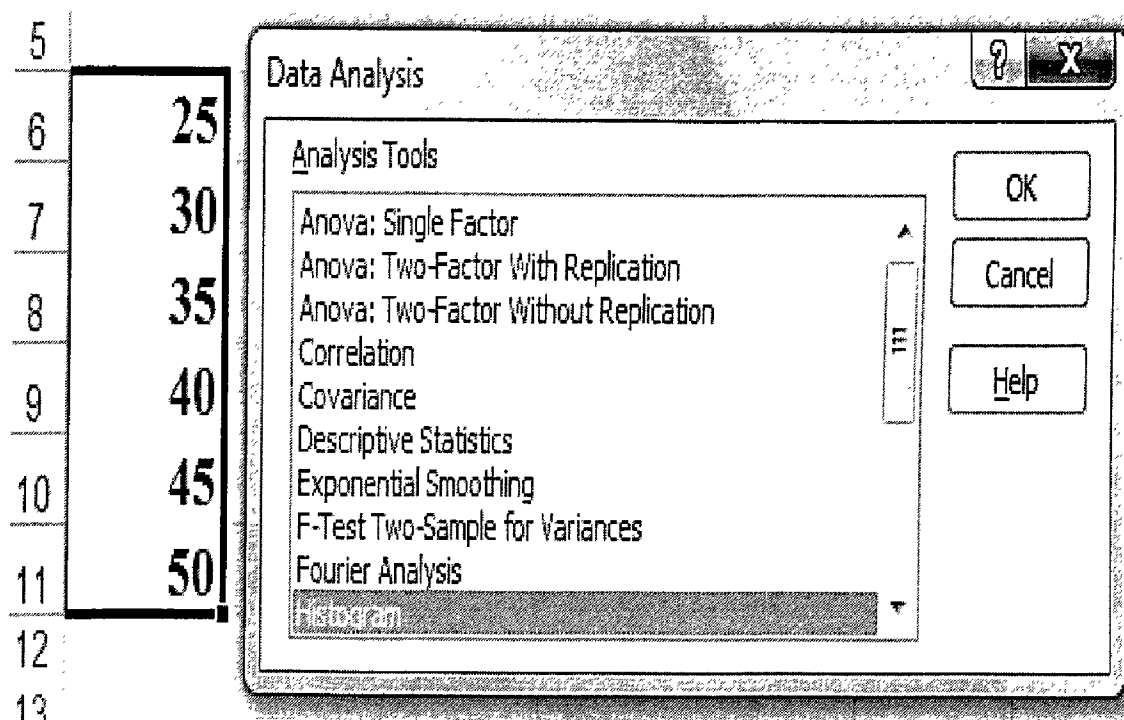 5
6 25
7 30
8 35
9 40
10 45
11 50
12
13
Data Analysis
? X
Analysis Tools
Anova: Single Factor
Anova: Two-Factor With Replication
Anova: Two-Factor Without Replication
Correlation
Covariance
Descriptive Statistics
Exponential Smoothing
F-Test Two-Sample for Variances
Fourier Analysis
Histogram
OK
Cancel
Help